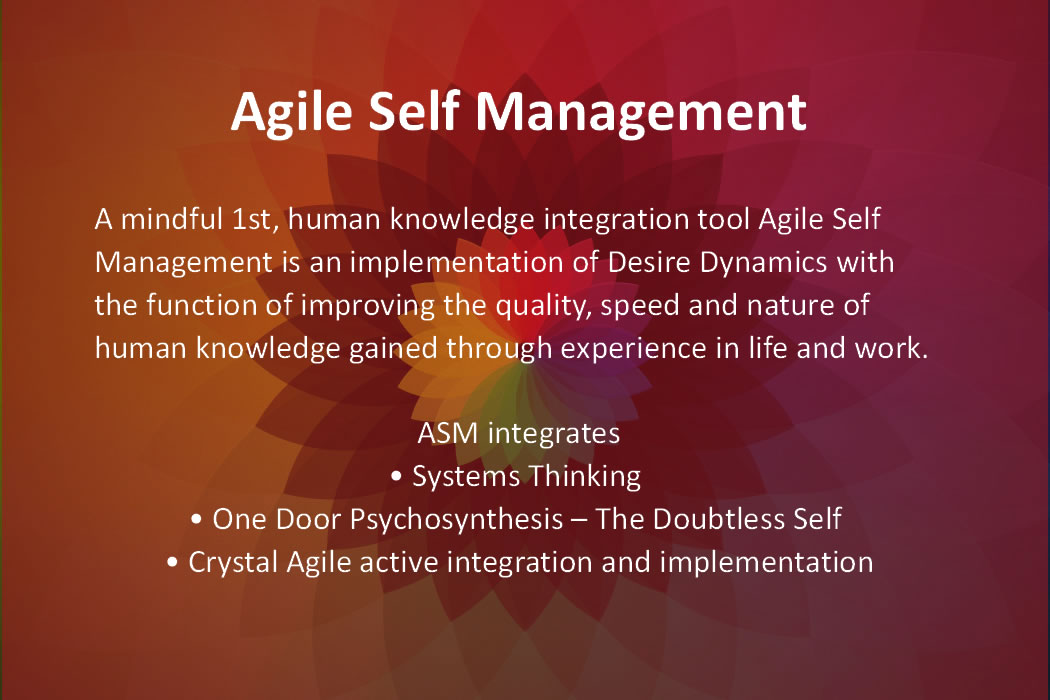 Agile Self Management
A mindful 1st, human knowledge integration tool Agile Self
Management is an implementation of Desire Dynamics with
the function of improving the quality, speed and nature of
human knowledge gained through experience in life and work.
ASM integrates
• Systems Thinking
• One Door Psychosynthesis – The Doubtless Self
• Crystal Agile active integration and implementation